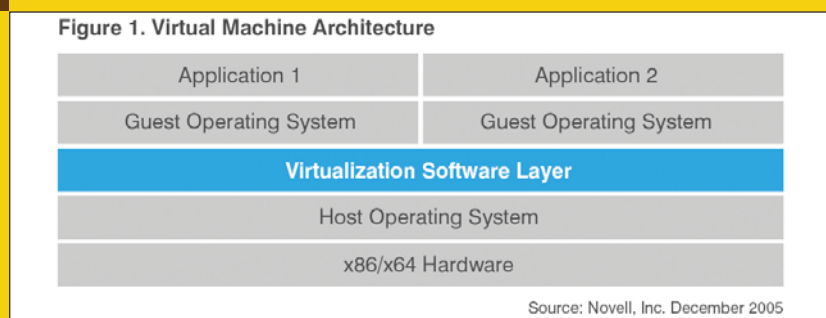 Figure 1. Virtual Machine Architecture
Application 1 Application 2
Guest Operating System Guest Operating System
Virtualization Software Layer
Host Operating System
x86/x64 Hardware
Source: Novell, Inc. December 2005